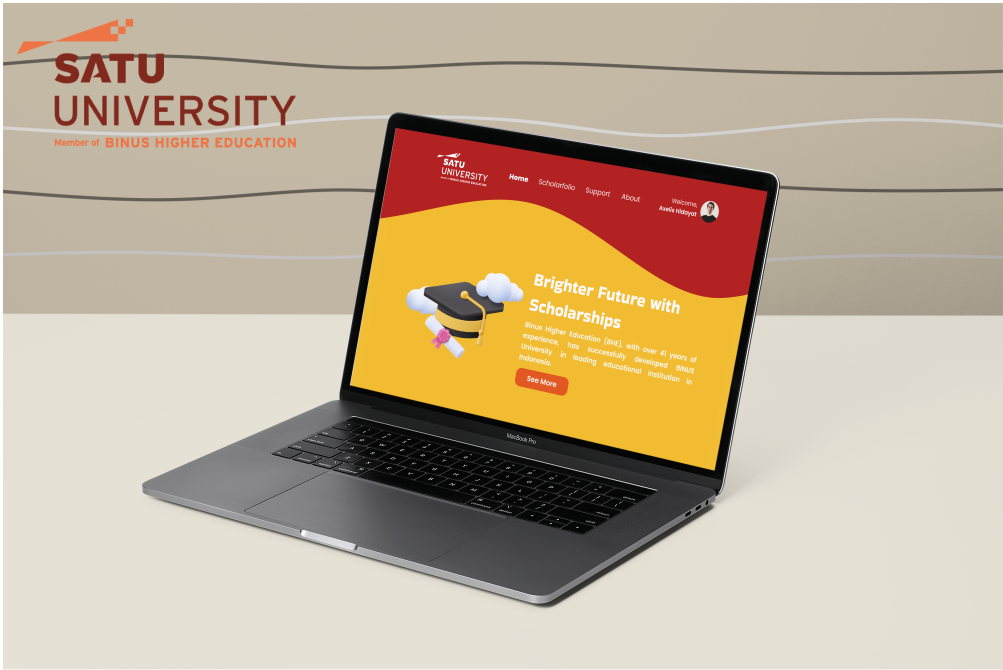 SATU
UNIVERSITY
Member of BINUS HIGHER EDUCATION
SATU
UNIVERSITY
Home Scholarfolio Support About
Welcome,
Axelis Hidayat
Brighter Future with
Scholarships
Binus Higher Education (BHE), with over 41 years of
experience, has successfully developed BINUS
University in leading educational institution in
Indonesia.
See More
MacBook Pro